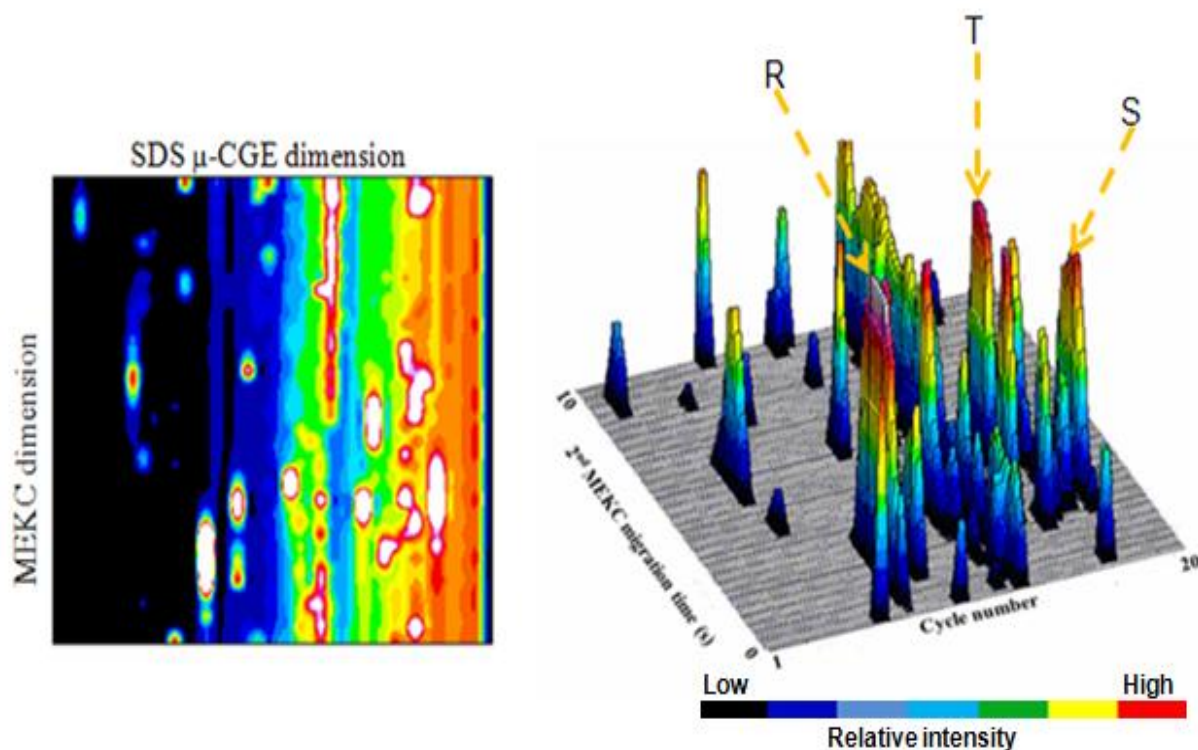 SDS μ-CGE dimension
MEKC dimension
R
T
S
10
2nd MEKC migration time (s)
0
1
Cycle number
20
Low
High
Relative intensity